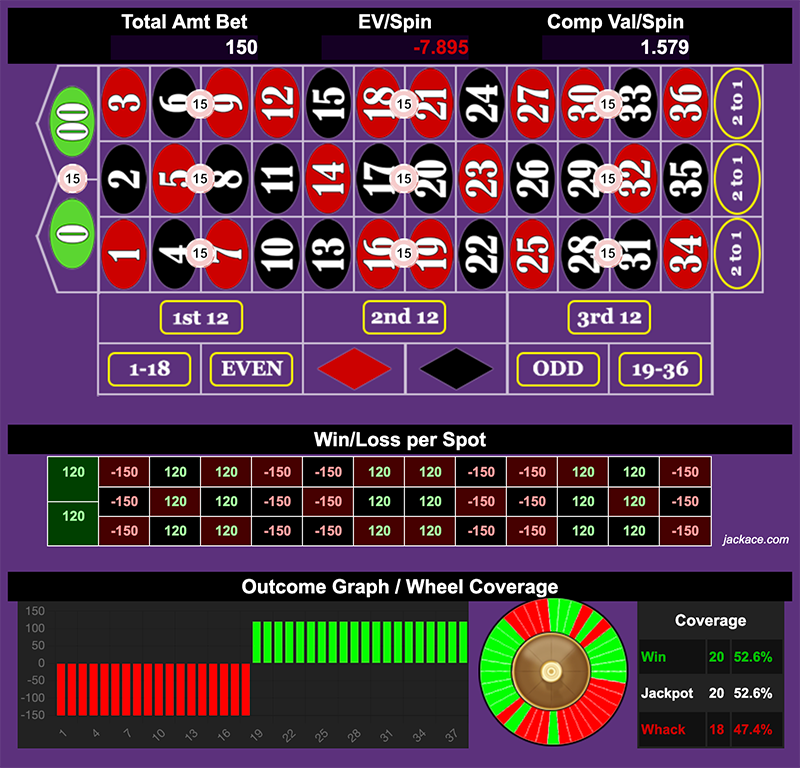 Total Amt Bet EV/Spin Comp Val/Spin
150 -7.895 1.579
00 3 6 15 9 12 15 18 15 21 24 27 30 15 33 36 2 to 1
15 2 5 15 8 11 14 17 15 20 23 26 29 15 32 35 2 to 1
0 1 4 15 7 10 13 16 15 19 22 25 28 15 31 34 2 to 1
1st 12 2nd 12 3rd 12
1-18 EVEN ODD 19-36
Win/Loss per Spot
120 -150 120 120 -150 -150 120 120 -150 -150 120 120 -150
-150 120 120 -150 -150 120 120 -150 -150 120 120 -150
120 -150 120 120 -150 -150 120 120 -150 -150 120 120 -150
jackace.com
Outcome Graph / Wheel Coverage
150
100
50
0
-50
-100
-150
1 4 7 10 13 16 19 22 25 28 31 34 37
Coverage
Win 20 52.6%
Jackpot 20 52.6%
Whack 18 47.4%